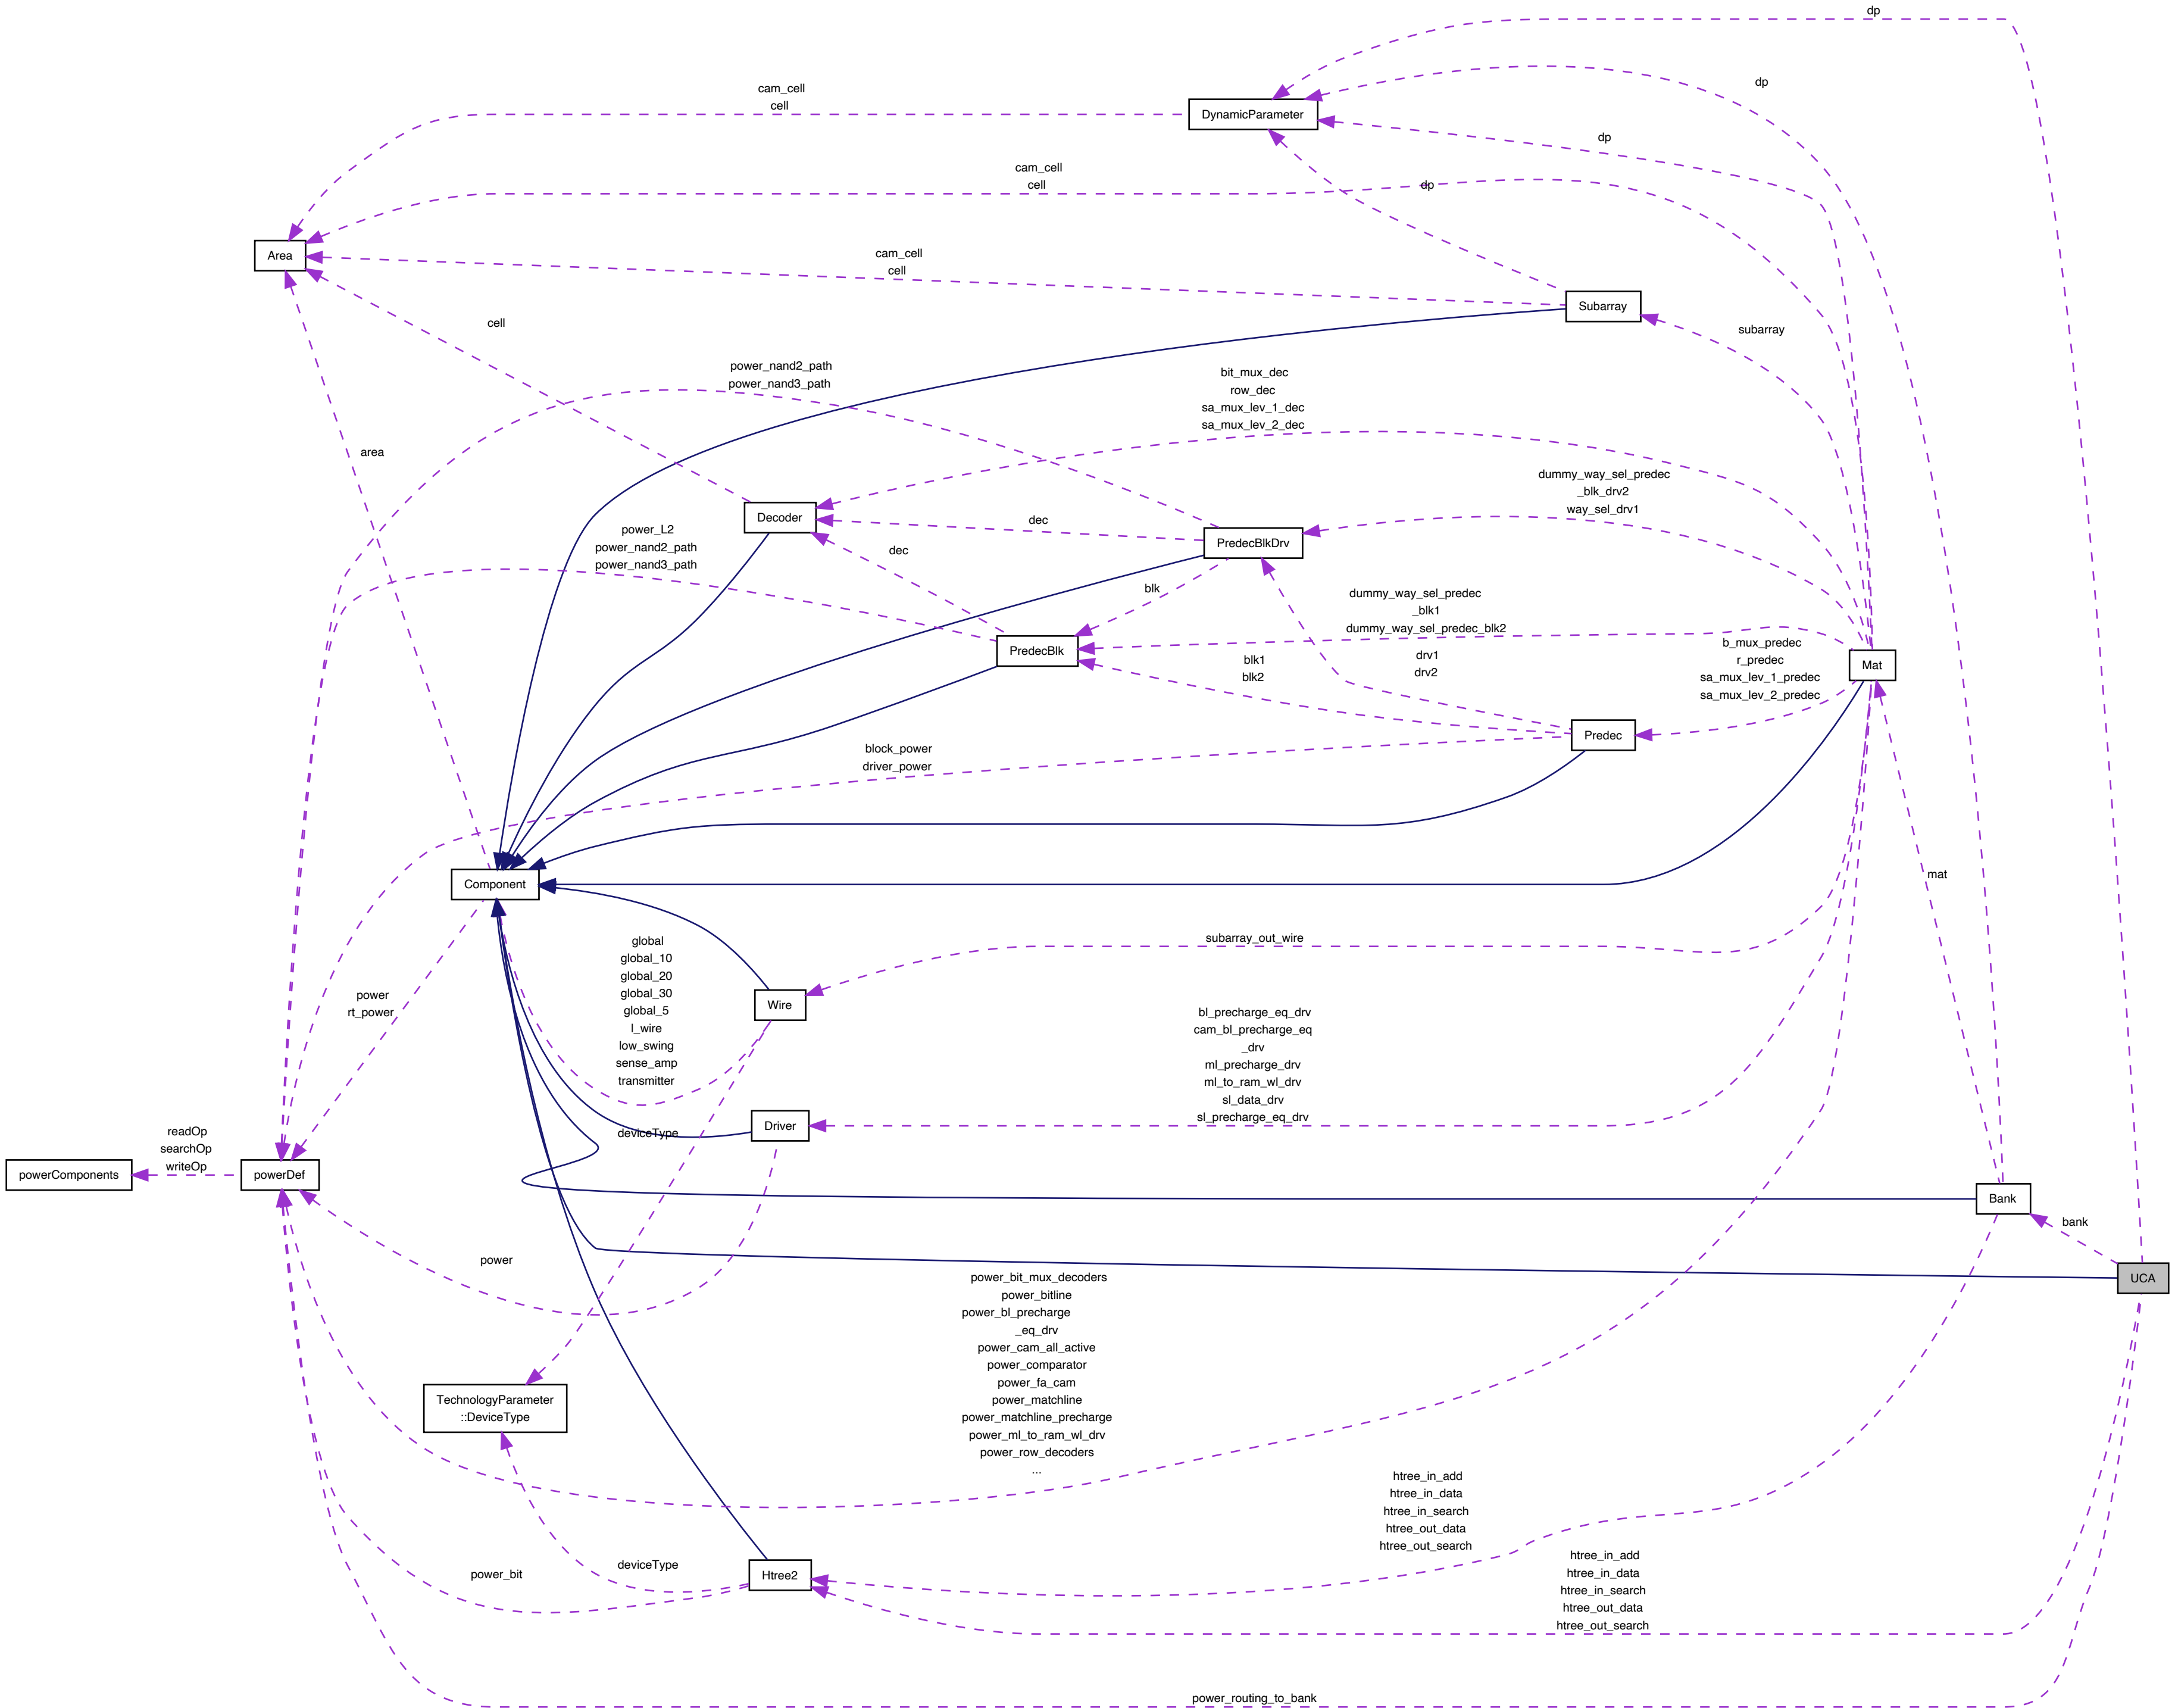 dp
dp
cam_cell
cell
DynamicParameter
dp
cam_cell
cell
dp
Area
cam_cell
cell
Subarray
cell
subarray
power_nand2_path
power_nand3_path
bit_mux_dec
row_dec
sa_mux_lev_1_dec
sa_mux_lev_2_dec
area
dummy_way_sel_predec
_blk_drv2
way_sel_drv1
Decoder
dec
PredecBlkDrv
power_L2
power_nand2_path
power_nand3_path
dec
blk
dummy_way_sel_predec
_blk1
dummy_way_sel_predec_blk2
PredecBlk
blk1
blk2
drv1
drv2
b_mux_predec
r_predec
sa_mux_lev_1_predec
sa_mux_lev_2_predec
Mat
Predec
block_power
driver_power
Component
mat
global
global_10
global_20
global_30
global_5
l_wire
low_swing
sense_amp
transmitter
subarray_out_wire
power
rt_power
Wire
bl_precharge_eq_drv
cam_bl_precharge_eq
_drv
ml_precharge_drv
ml_to_ram_wl_drv
sl_data_drv
sl_precharge_eq_drv
deviceType
Driver
readOp
searchOp
writeOp
powerComponents
powerDef
Bank
bank
power
UCA
power_bit_mux_decoders
power_bitline
power_bl_precharge
_eq_drv
power_cam_all_active
power_comparator
power_fa_cam
power_matchline
power_matchline_precharge
power_ml_to_ram_wl_drv
power_row_decoders
...
TechnologyParameter
::DeviceType
htree_in_add
htree_in_data
htree_in_search
htree_out_data
htree_out_search
power_bit
deviceType
Htree2
htree_in_add
htree_in_data
htree_in_search
htree_out_data
htree_out_search
power_routing_to_bank